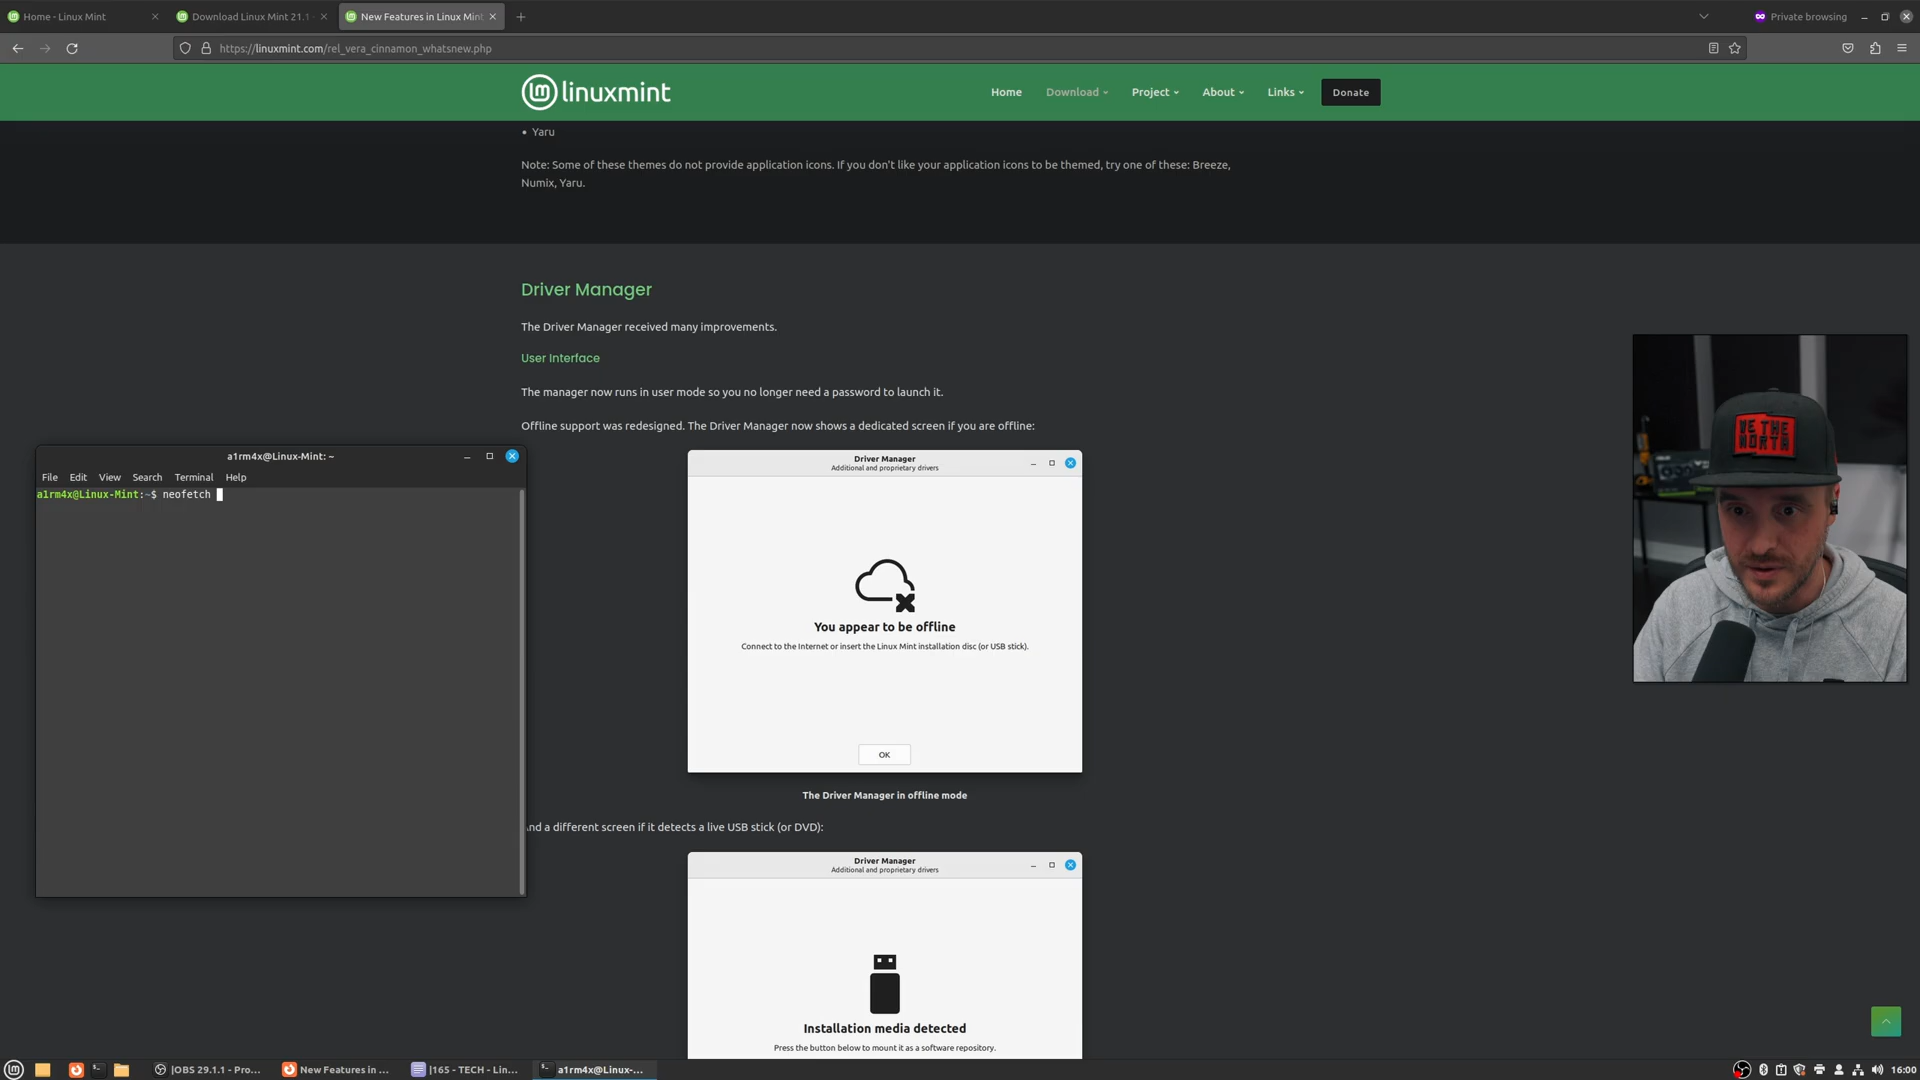 Home - Linux Mint
Download Linux Mint 21.1
New Features in Linux Mint
Private browsing
https://linuxmint.com/rel_vera_cinnamon_whatsnew.php
linuxmint
Home
Download
Project
About
Links
Donate
Yaru
Note: Some of these themes do not provide application icons. If you don't like your application icons to be themed, try one of these: Breeze,
Numix, Yaru.
Driver Manager
The Driver Manager received many improvements.
User Interface
The manager now runs in user mode so you no longer need a password to launch it.
Offline support was redesigned. The Driver Manager now shows a dedicated screen if you are offline:
a1rm4x@Linux-Mint: ~
File Edit View Search Terminal Help
a1rm4x@Linux-Mint:~$ neofetch
Driver Manager
Additional and proprietary drivers
You appear to be offline
Connect to the Internet or insert the Linux Mint installation disc (or USB stick).
OK
The Driver Manager in offline mode
And a different screen if it detects a live USB stick (or DVD):
Driver Manager
Additional and proprietary drivers
Installation media detected
Press the button below to mount it as a software repository.
WE THE
NORTH
|OBS 29.1.1 - Pro...
New Features in ...
|165 - TECH - Lin...
a1rm4x@Linux-...
16:00